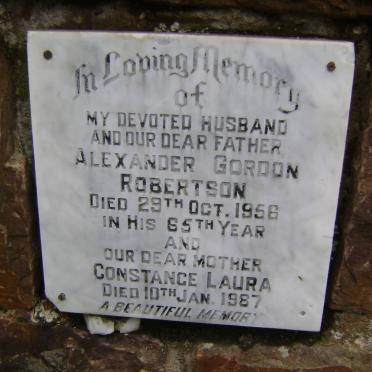 In Loving Memory
of
MY DEVOTED HUSBAND
AND OUR DEAR FATHER
ALEXANDER GORDON
ROBERTSON
DIED 29TH OCT. 1956
IN HIS 65TH YEAR
AND
OUR DEAR MOTHER
CONSTANCE LAURA
DIED 10TH JAN. 1987
A BEAUTIFUL MEMORY